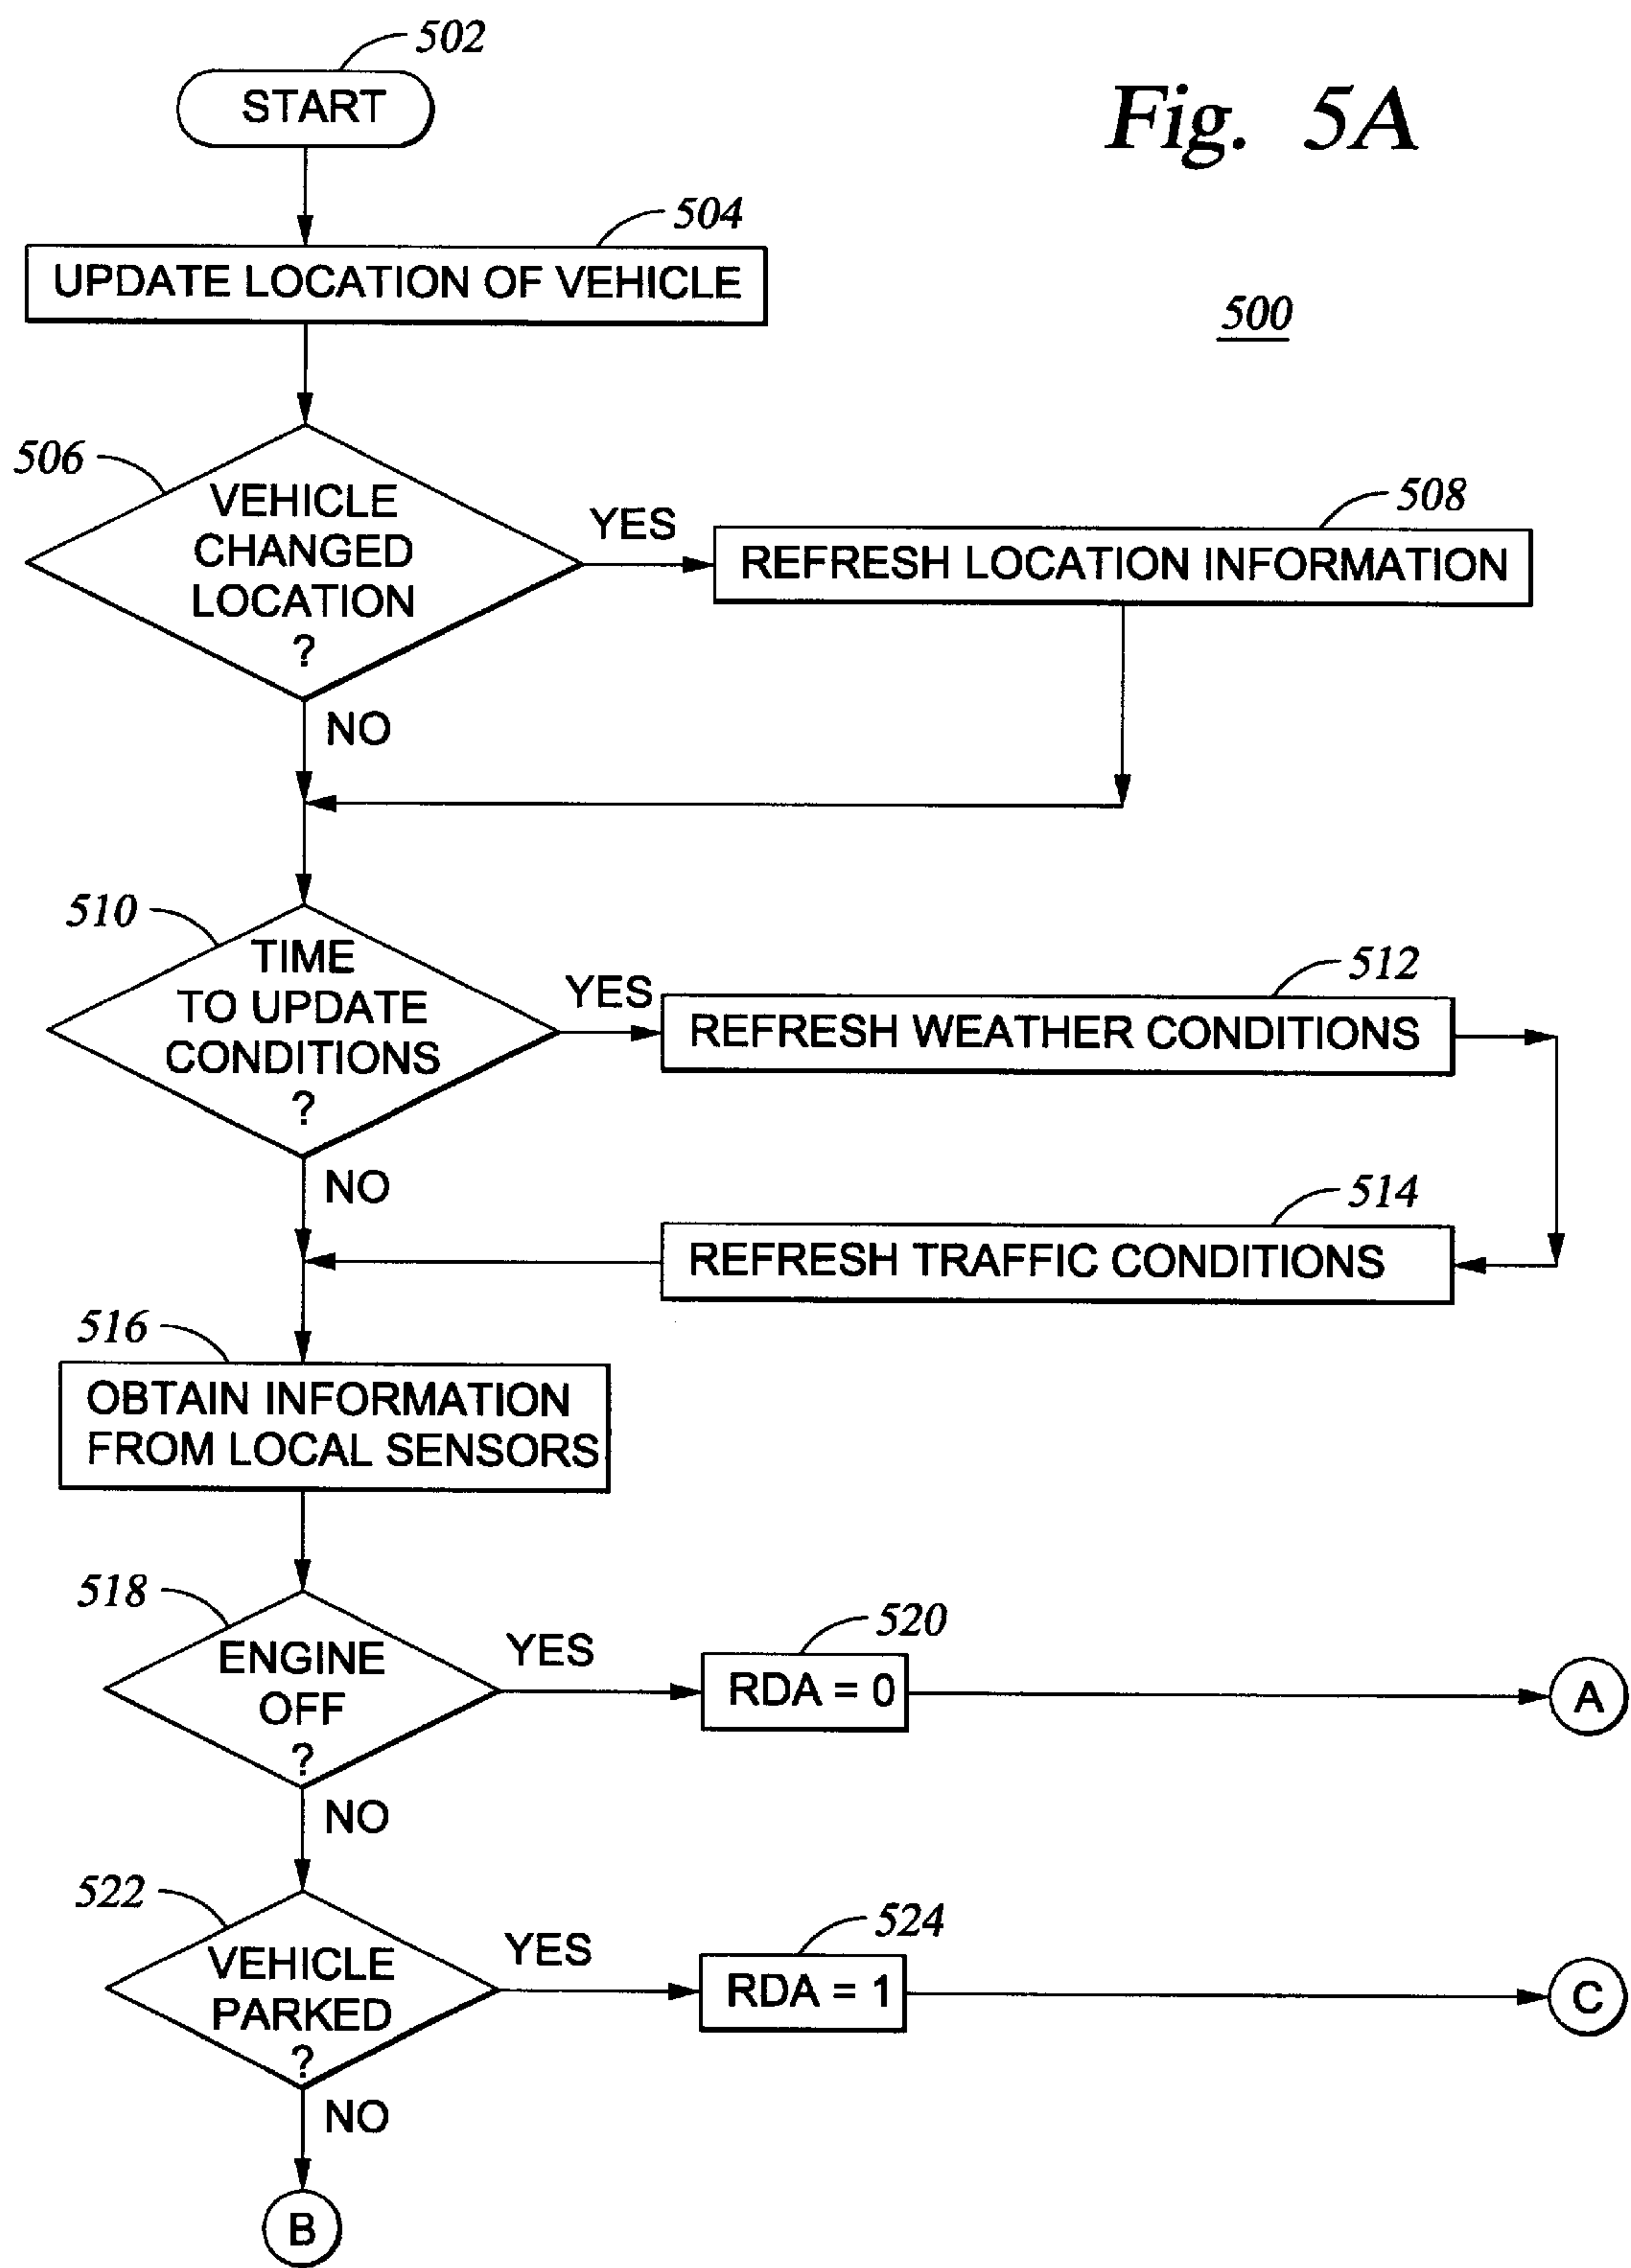 502
START
Fig. 5A
504
UPDATE LOCATION OF VEHICLE
500
506
VEHICLE
CHANGED
LOCATION
?
YES
508
REFRESH LOCATION INFORMATION
NO
510
TIME
TO UPDATE
CONDITIONS
?
YES
512
REFRESH WEATHER CONDITIONS
NO
514
REFRESH TRAFFIC CONDITIONS
516
OBTAIN INFORMATION
FROM LOCAL SENSORS
518
ENGINE
OFF
?
YES
520
RDA = 0
A
NO
522
VEHICLE
PARKED
?
YES
524
RDA = 1
C
NO
B